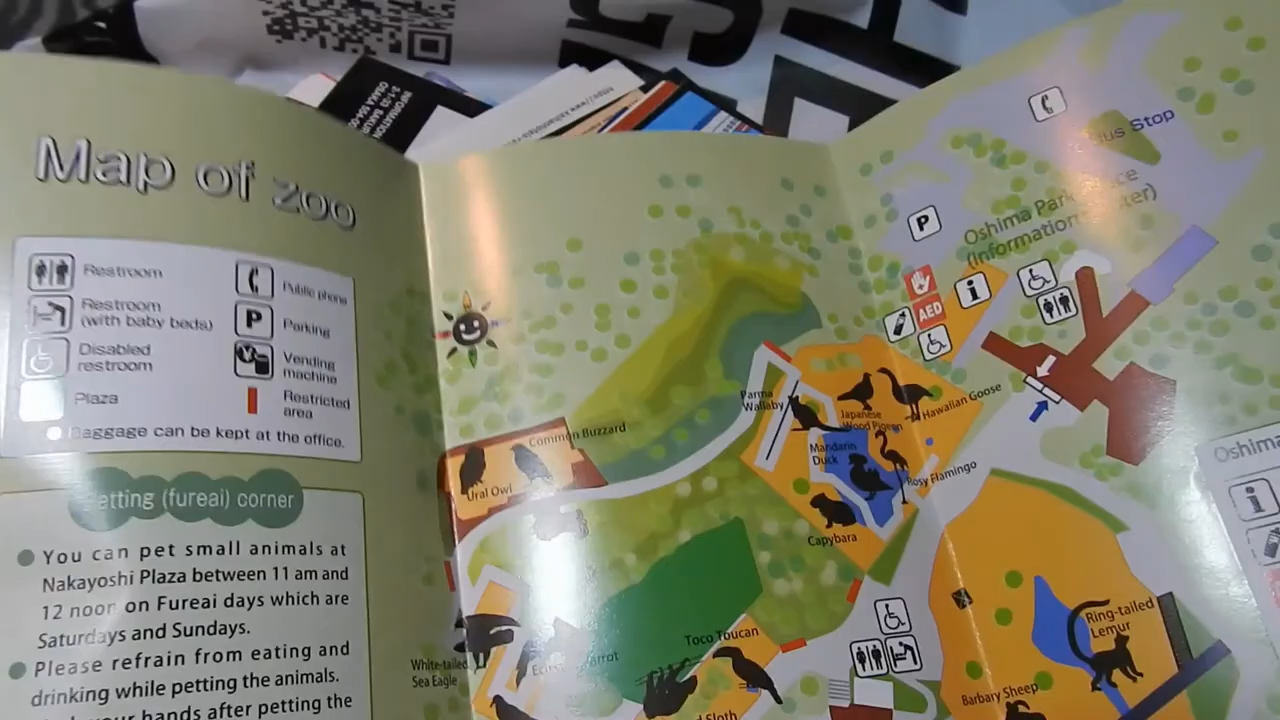 INFORMATION
Map of zoo
Restroom
Restroom
(with baby beds)
Disabled
restroom
Plaza
Public phone
P
Parking
Vending
machine
Restricted
area
Baggage can be kept at the office.
(fureai) corner
You can pet small animals at
Nakayoshi Plaza between 11 am and
12 noon on Fureai days which are
Saturdays and Sundays.
Please refrain from eating and
drinking while petting the animals.
hands after petting the
Common Buzzard
Ural Owl
White-tailed
Sea Eagle
Toco Toucan
Sloth
Parma
Wallaby
Japanese
Wood Pigeon
Hawaiian Goose
Mandarin
Duck
Rosy Flamingo
Capybara
Ring-tailed
Lemur
Barbary Sheep
Stop
P
Oshima Park
(Information
AED
i
Oshima
i